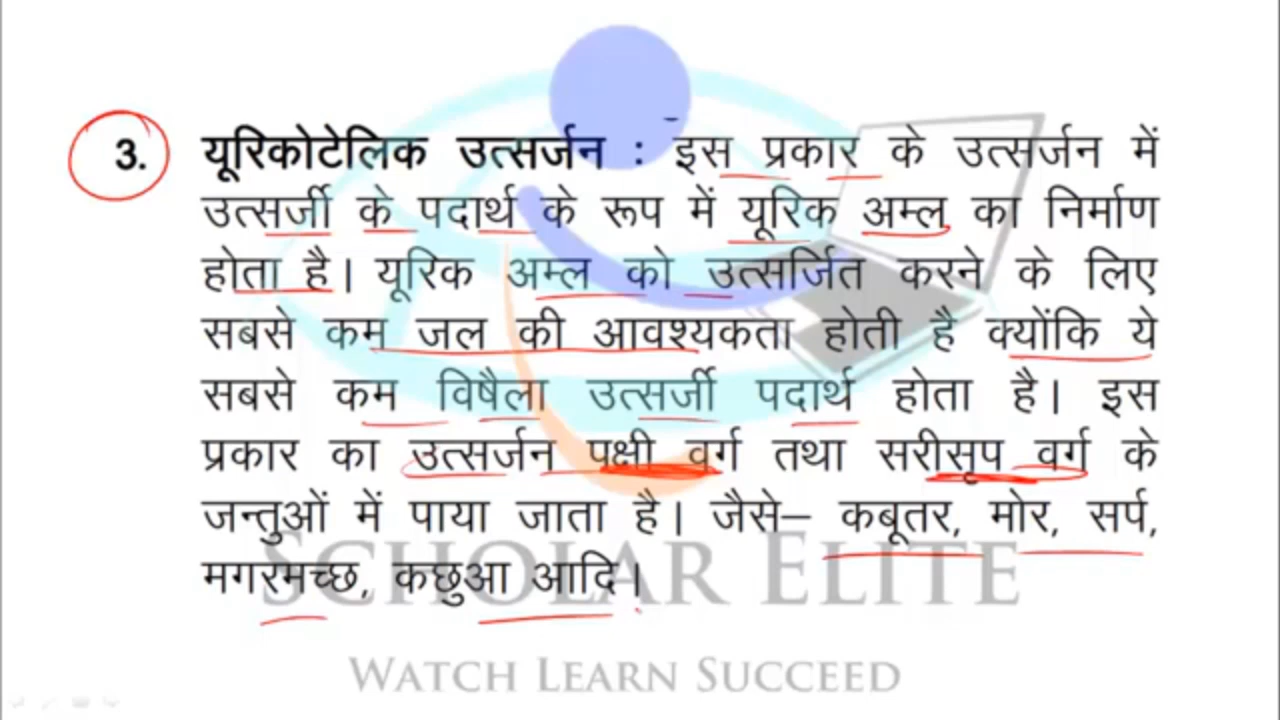 3. यूरिकोटेलिक उत्सर्जन : इस प्रकार के उत्सर्जन में
उत्सर्जी के पदार्थ के रूप में यूरिक अम्ल का निर्माण
होता है। यूरिक अम्ल को उत्सर्जित करने के लिए
सबसे कम जल की आवश्यकता होती है क्योंकि ये
सबसे कम विषैला उत्सर्जी पदार्थ होता है। इस
प्रकार का उत्सर्जन पक्षी वर्ग तथा सरीसृप वर्ग के
जन्तुओं में पाया जाता है। जैसे– कबूतर, मोर, सर्प,
मगरमच्छ, कछुआ आदि।
SCHOLAR ELITE
WATCH LEARN SUCCEED